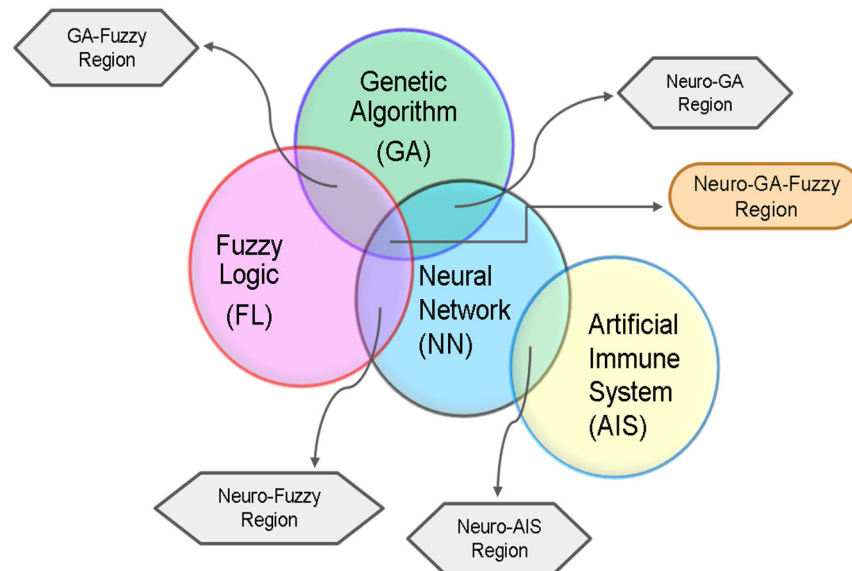 GA-Fuzzy
Region
Genetic
Algorithm
(GA)
Neuro-GA
Region
Neuro-GA-Fuzzy
Region
Fuzzy
Logic
(FL)
Neural
Network
(NN)
Artificial
Immune
System
(AIS)
Neuro-Fuzzy
Region
Neuro-AIS
Region